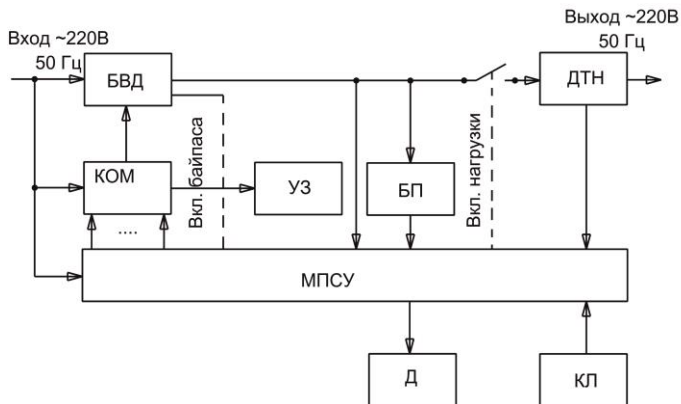 Вход ~220В
50 Гц
Выход ~220В
50 Гц
БВД
ДТН
КОМ
Вкл. байпаса
УЗ
БП
Вкл. нагрузки
....
МПСУ
Д
КЛ